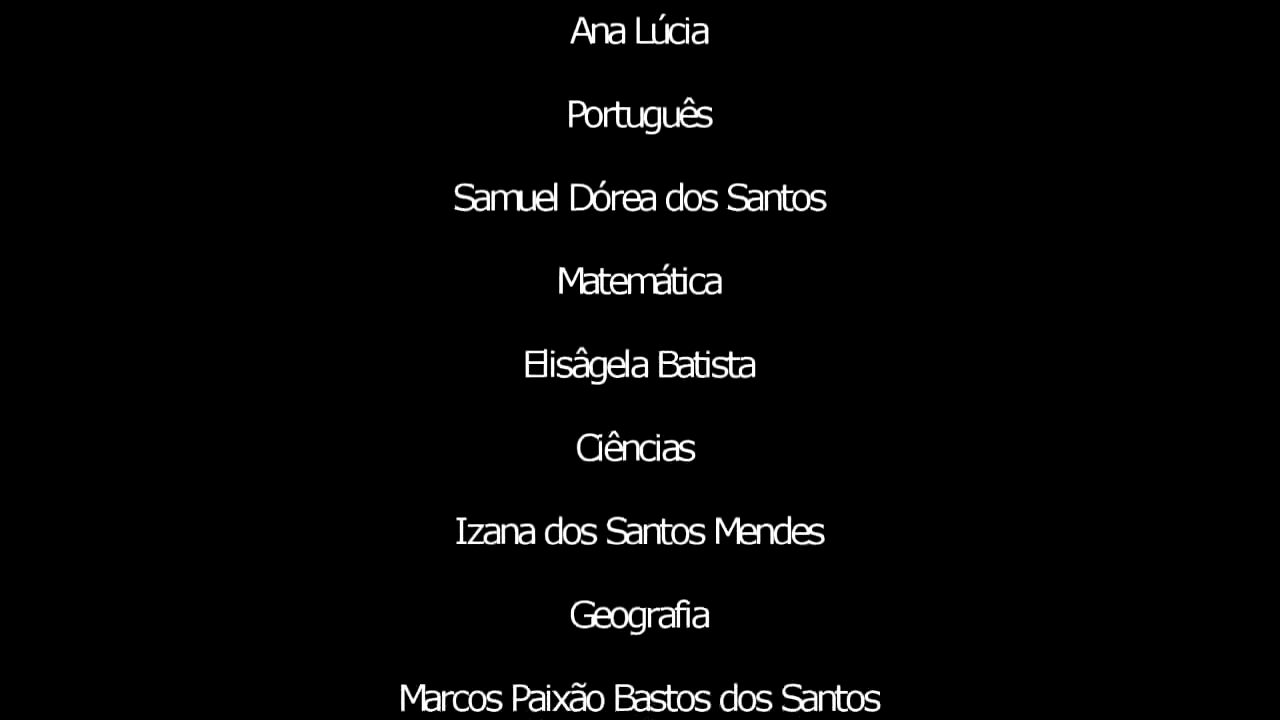 Ana Lúcia
Português
Samuel Dórea dos Santos
Matemática
Elisâgela Batista
Ciências
Izana dos Santos Mendes
Geografia
Marcos Paixão Bastos dos Santos